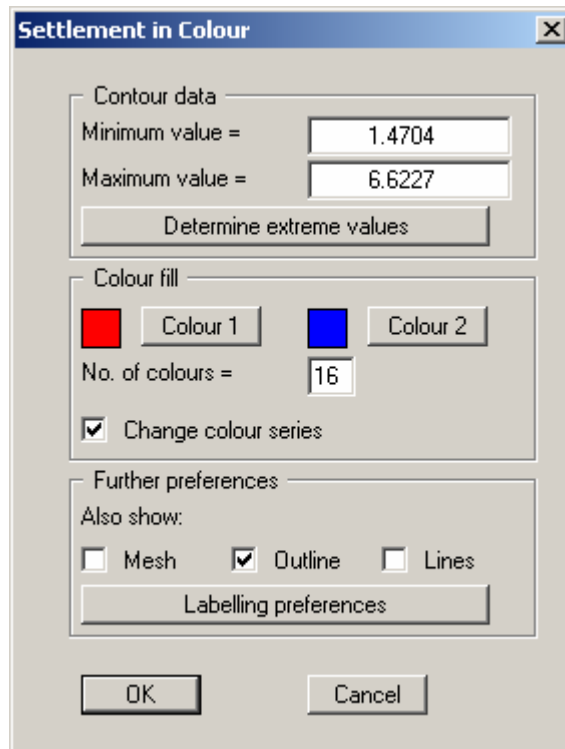 Settlement in Colour
Contour data
Minimum value = 1.4704
Maximum value = 6.6227
Determine extreme values
Colour fill
Colour 1 Colour 2
No. of colours = 16
Change colour series
Further preferences
Also show:
Mesh Outline Lines
Labelling preferences
OK Cancel